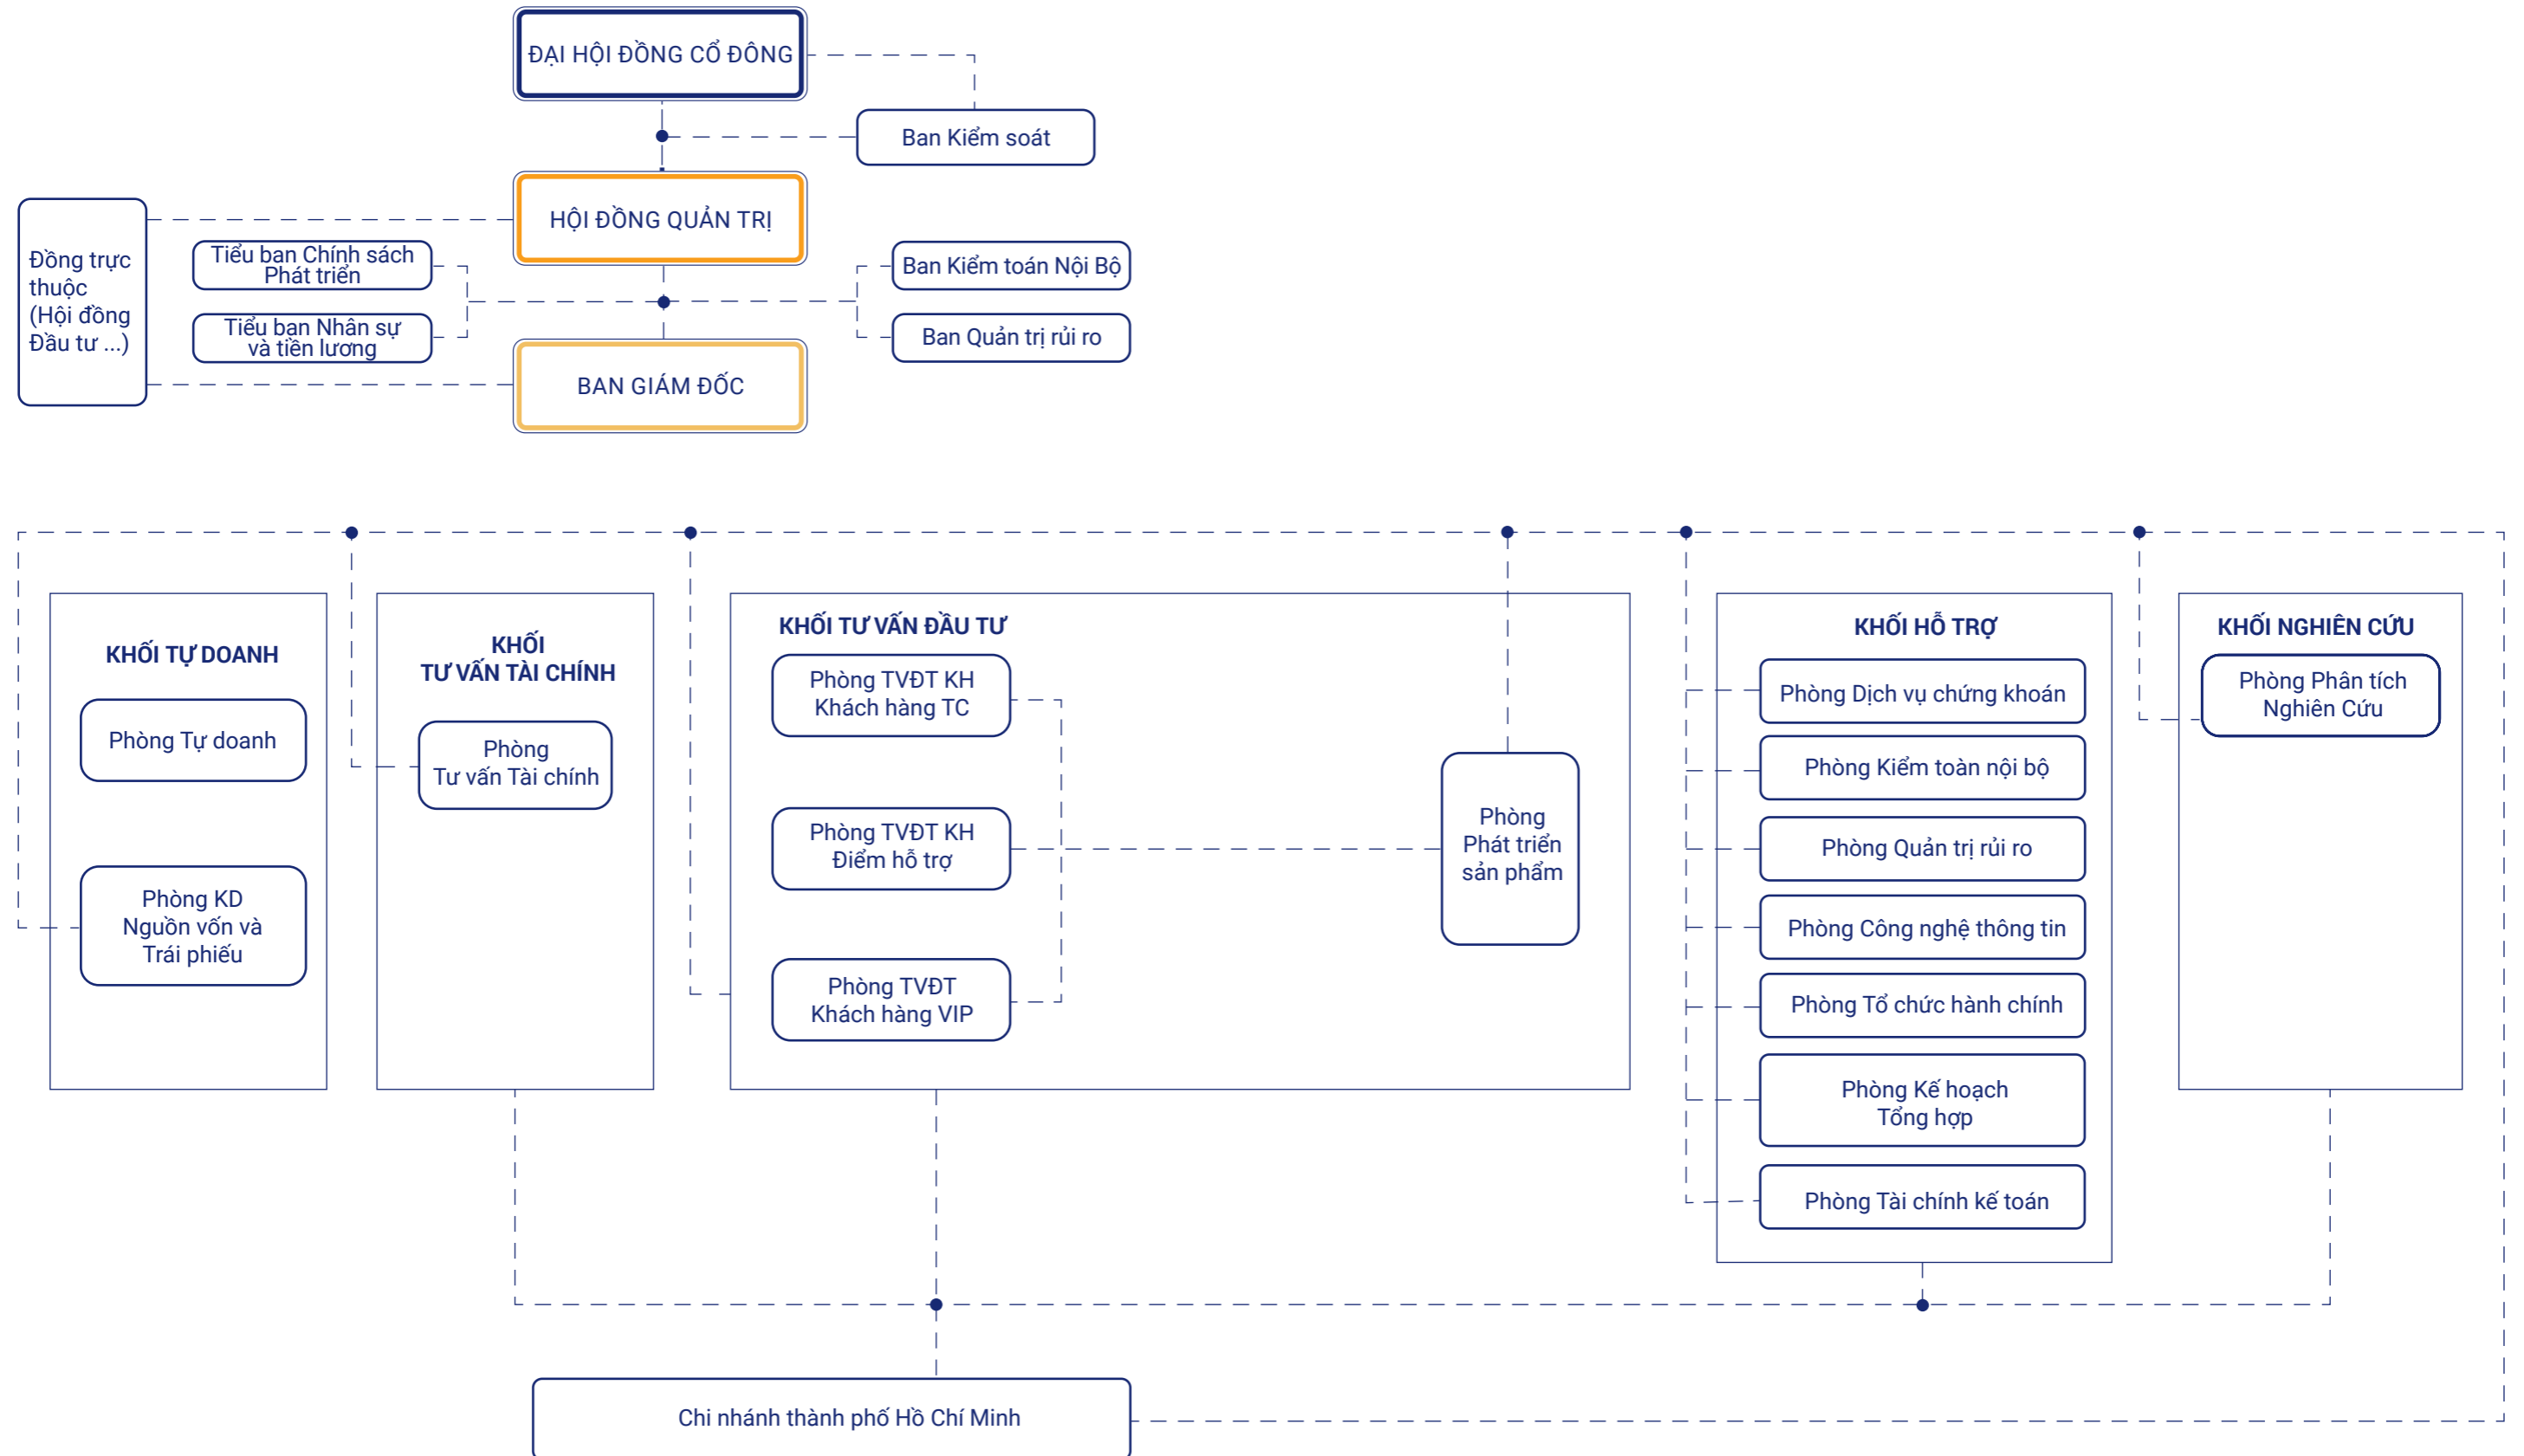 ĐẠI HỘI ĐỒNG CỔ ĐÔNG
Ban Kiểm soát
HỘI ĐỒNG QUẢN TRỊ
Đồng trực
thuộc
(Hội đồng
Đầu tư ...)
Tiểu ban Chính sách
Phát triển
Tiểu ban Nhân sự
và tiền lương
Ban Kiểm toán Nội Bộ
Ban Quản trị rủi ro
BAN GIÁM ĐỐC
KHỐI TỰ DOANH
Phòng Tự doanh
Phòng KD
Nguồn vốn và
Trái phiếu
KHỐI
TƯ VẤN TÀI CHÍNH
Phòng
Tư vấn Tài chính
KHỐI TƯ VẤN ĐẦU TƯ
Phòng TVĐT KH
Khách hàng TC
Phòng TVĐT KH
Điểm hỗ trợ
Phòng TVĐT
Khách hàng VIP
Phòng
Phát triển
sản phẩm
KHỐI HỖ TRỢ
Phòng Dịch vụ chứng khoán
Phòng Kiểm toàn nội bộ
Phòng Quản trị rủi ro
Phòng Công nghệ thông tin
Phòng Tổ chức hành chính
Phòng Kế hoạch
Tổng hợp
Phòng Tài chính kế toán
KHỐI NGHIÊN CỨU
Phòng Phân tích
Nghiên Cứu
Chi nhánh thành phố Hồ Chí Minh